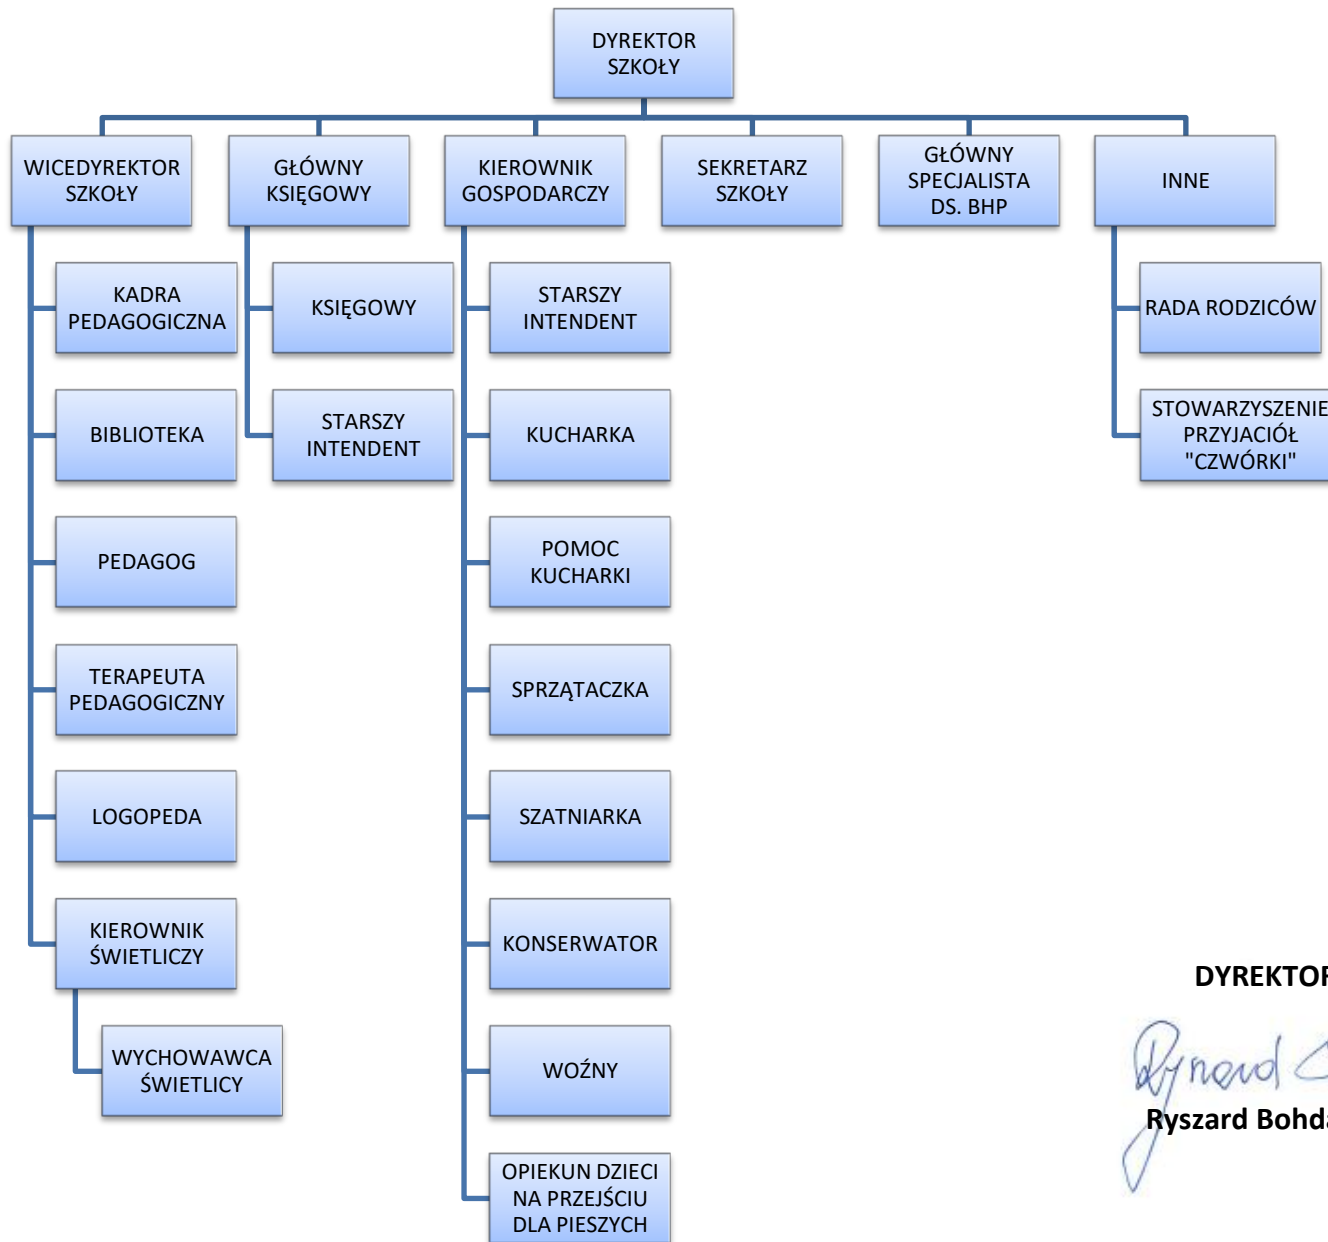 DYREKTOR
SZKOŁY
WICEDYREKTOR
SZKOŁY
KADRA
PEDAGOGICZNA
BIBLIOTEKA
PEDAGOG
TERAPEUTA
PEDAGOGICZNY
LOGOPEDA
KIEROWNIK
ŚWIETLICZY
WYCHOWAWCA
ŚWIETLICY
GŁÓWNY
KSIĘGOWY
KSIĘGOWY
STARSZY
INTENDENT
KIEROWNIK
GOSPODARCZY
STARSZY
INTENDENT
KUCHARKA
POMOC
KUCHARKI
SPRZĄTACZKA
SZATNIARKA
KONSERWATOR
WOŹNY
OPIEKUN DZIECI
NA PRZEJŚCIU
DLA PIESZYCH
SEKRETARZ
SZKOŁY
GŁÓWNY
SPECJALISTA
DS. BHP
INNE
RADA RODZICÓW
STOWARZYSZENIE
PRZYJACIÓŁ
"CZWÓRKI"
DYREKTOR
Ryszard